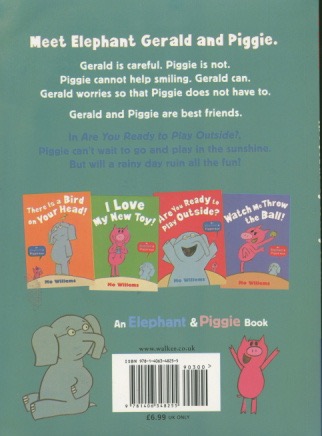 Meet Elephant Gerald and Piggie.
Gerald is careful. Piggie is not.
Piggie cannot help smiling. Gerald can.
Gerald worries so that Piggie does not have to.
Gerald and Piggie are best friends.
In Are You Ready to Play Outside?,
Piggie can't wait to go and play in the sunshine.
But will a rainy day ruin all the fun?
There Is a Bird
on Your Head!
Mo Willems
I Love
My New Toy!
Mo Willems
Are You Ready to
Play Outside?
Mo Willems
Watch Me Throw
the Ball!
Mo Willems
An Elephant & Piggie Book
www.walker.co.uk
90300
£6.99 UK ONLY